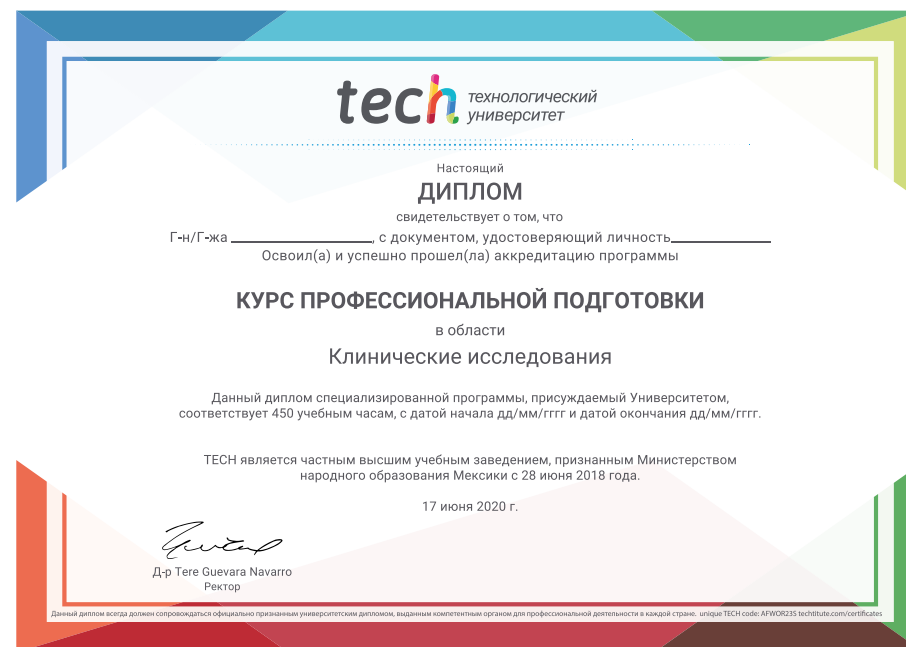 tech технологический
университет
Настоящий
ДИПЛОМ
свидетельствует о том, что
Г-н/Г-жа ____________, с документом, удостоверяющий личность____________
Освоил(а) и успешно прошел(ла) аккредитацию программы
КУРС ПРОФЕССИОНАЛЬНОЙ ПОДГОТОВКИ
в области
Клинические исследования
Данный диплом специализированной программы, присуждаемый Университетом,
соответствует 450 учебным часам, с датой начала дд/мм/гггг и датой окончания дд/мм/гггг.
TECH является частным высшим учебным заведением, признанным Министерством
народного образования Мексики с 28 июня 2018 года.
17 июня 2020 г.
Д-р Tere Guevara Navarro
Ректор
Данный диплом всегда должен сопровождаться официально признанным университетским дипломом, выданным компетентным органом для профессиональной деятельности в каждой стране. unique TECH code: AFWOR23S techtitute.com/certificates